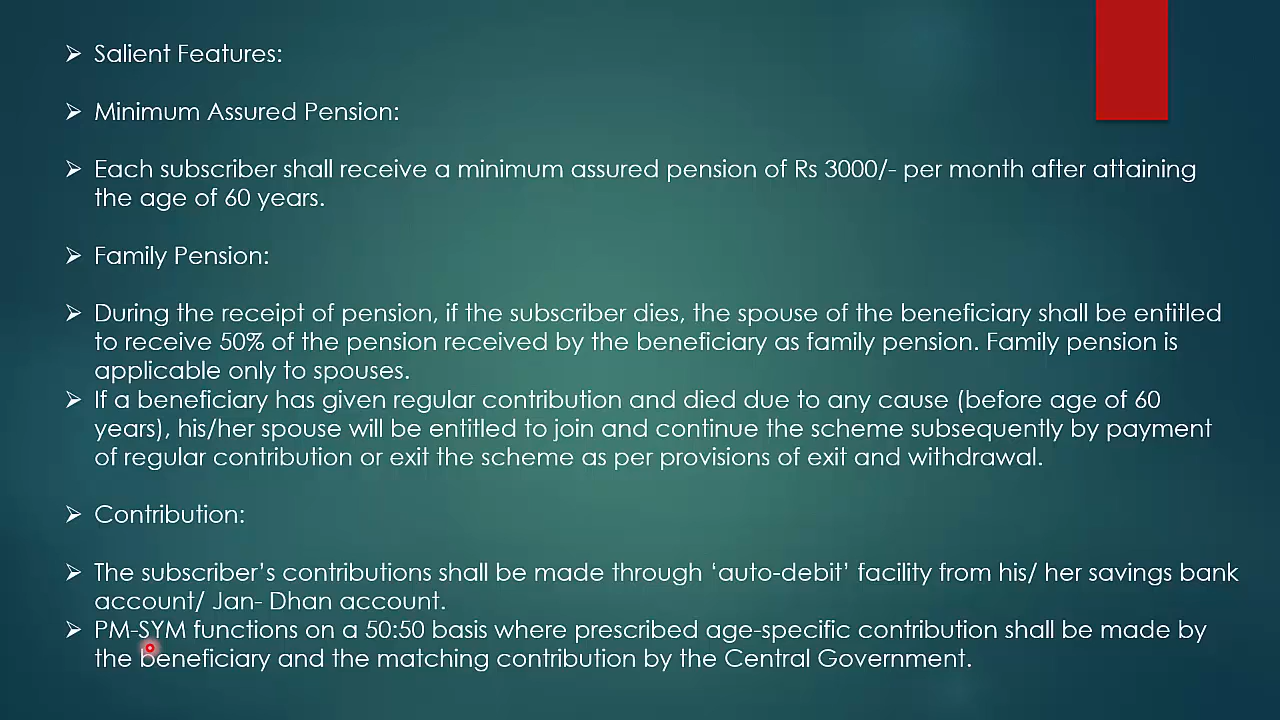 Salient Features:
Minimum Assured Pension:
Each subscriber shall receive a minimum assured pension of Rs 3000/- per month after attaining
the age of 60 years.
Family Pension:
During the receipt of pension, if the subscriber dies, the spouse of the beneficiary shall be entitled
to receive 50% of the pension received by the beneficiary as family pension. Family pension is
applicable only to spouses.
If a beneficiary has given regular contribution and died due to any cause (before age of 60
years), his/her spouse will be entitled to join and continue the scheme subsequently by payment
of regular contribution or exit the scheme as per provisions of exit and withdrawal.
Contribution:
The subscriber's contributions shall be made through ‘auto-debit’ facility from his/ her savings bank
account/ Jan- Dhan account.
PM-SYM functions on a 50:50 basis where prescribed age-specific contribution shall be made by
the beneficiary and the matching contribution by the Central Government.